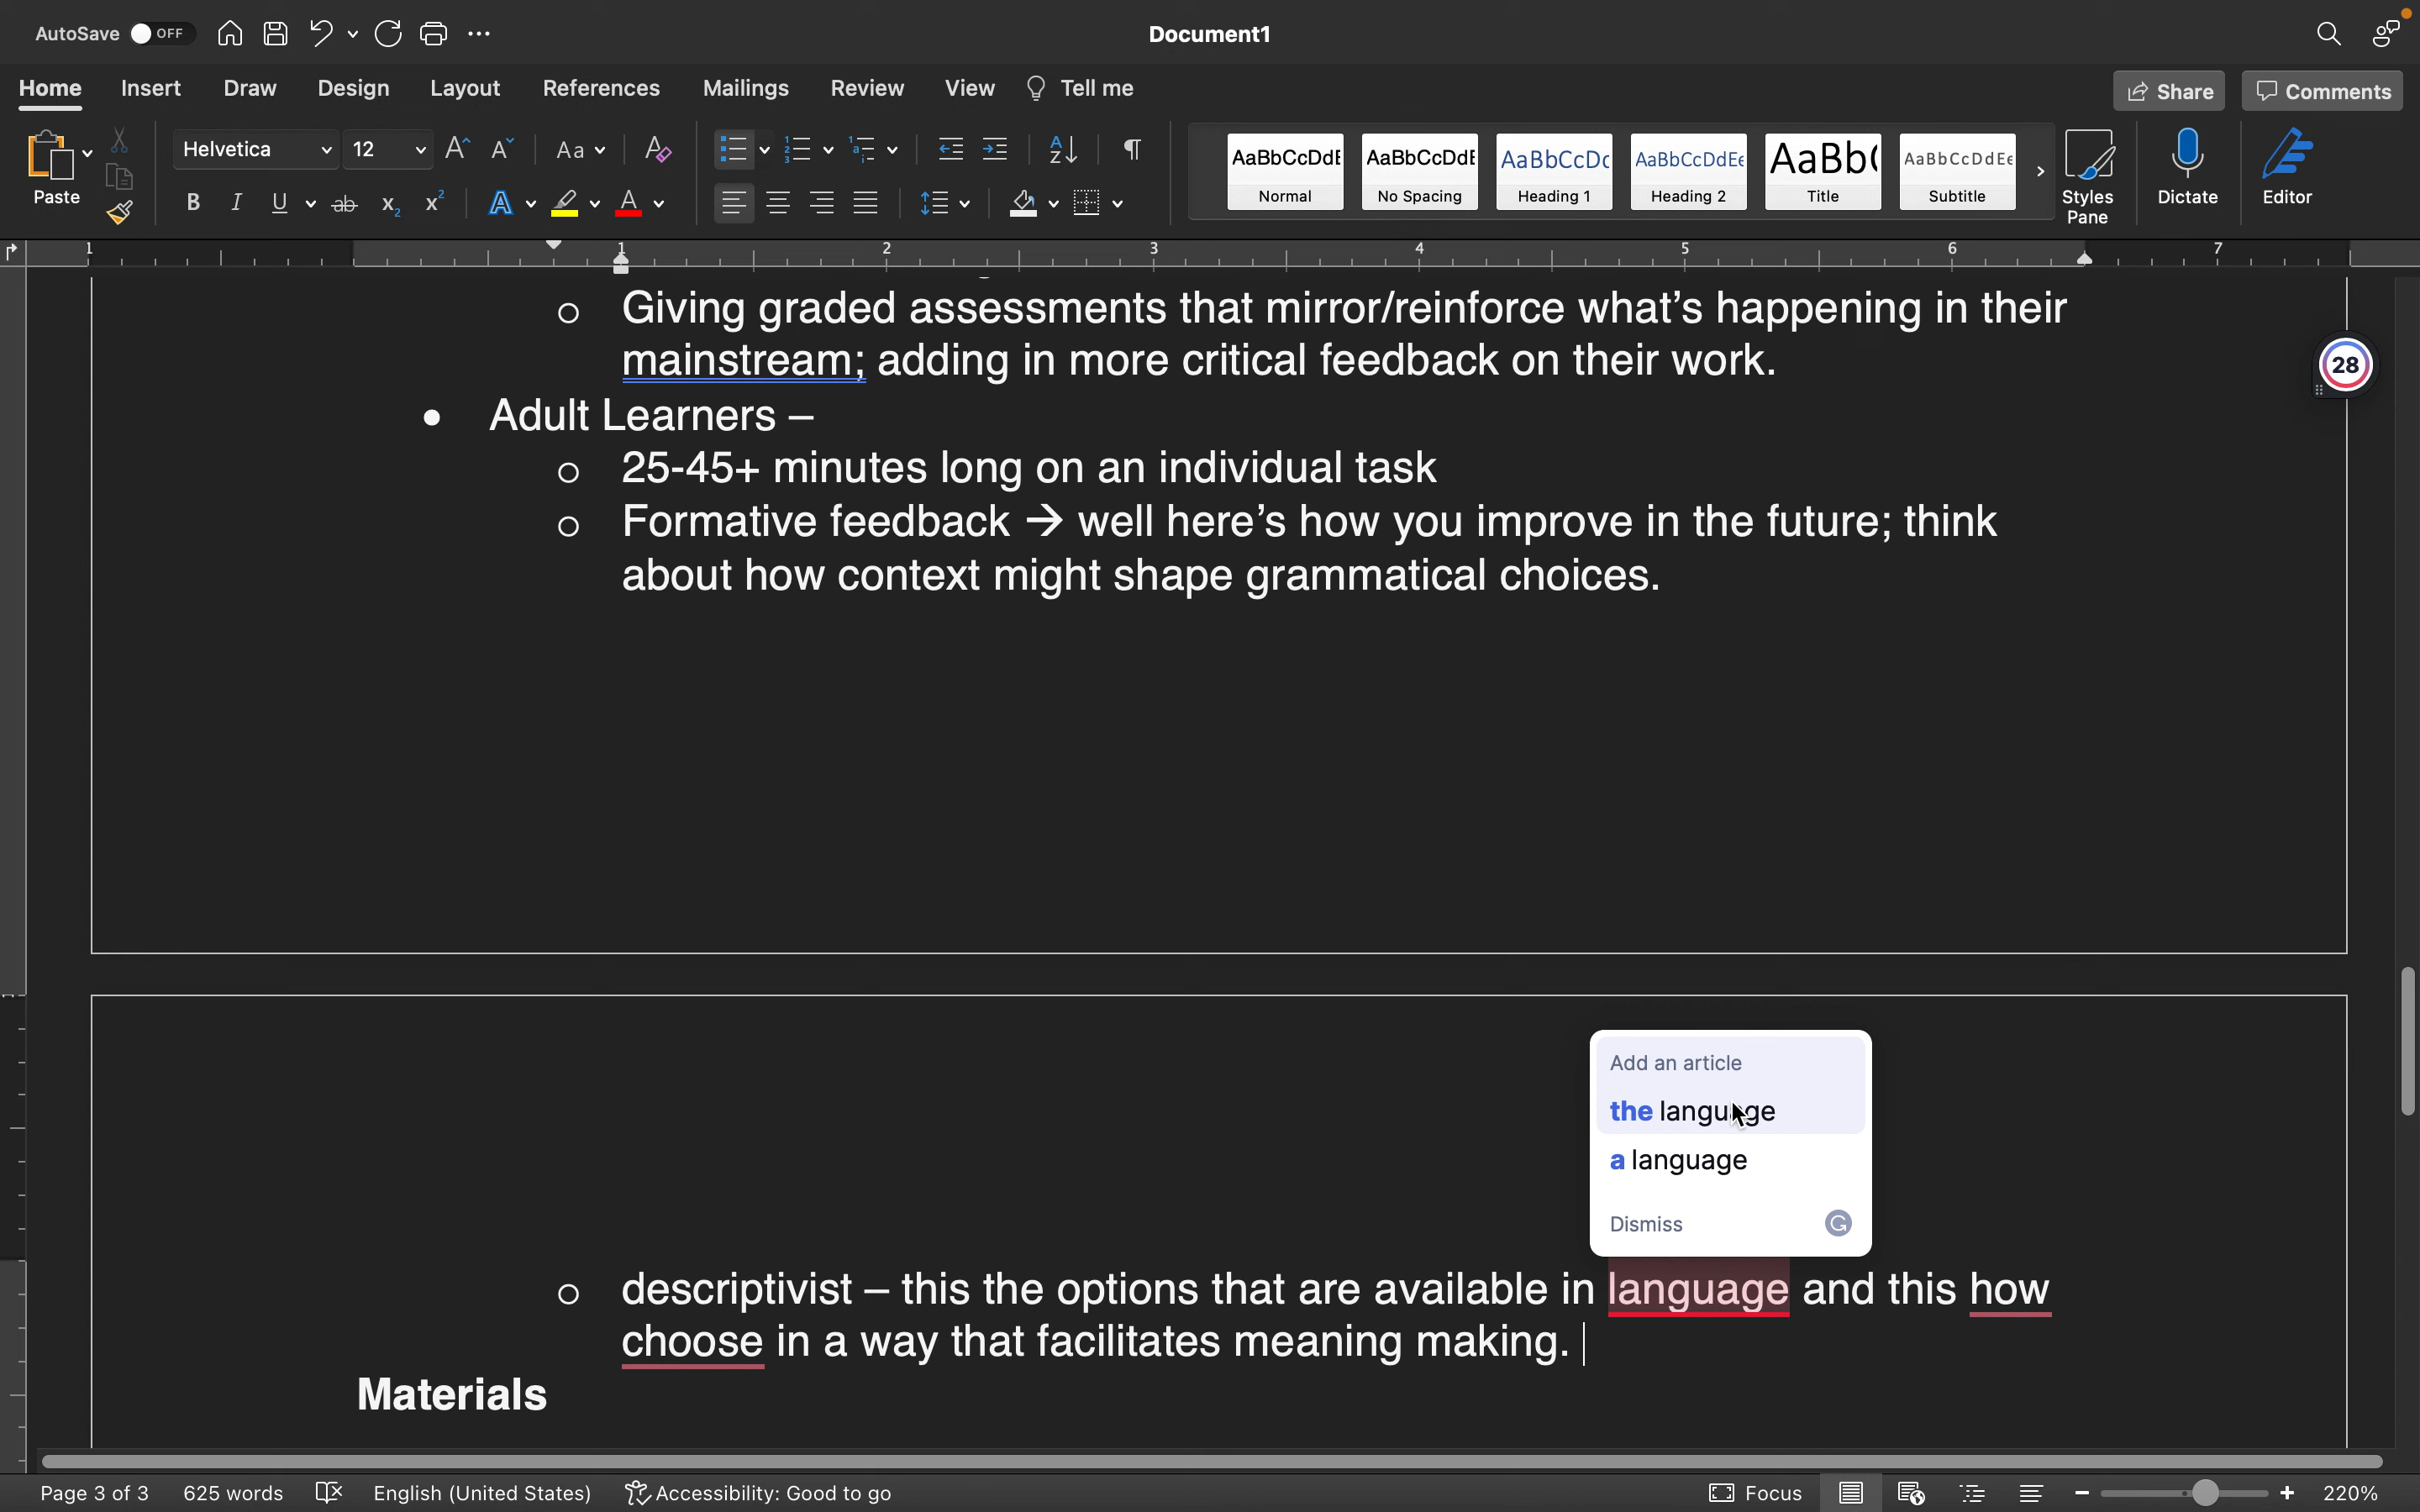 AutoSave OFF
Document1
Home Insert Draw Design Layout References Mailings Review View Tell me Share Comments
Paste
Helvetica 12
AaBbCcDdE Normal
AaBbCcDdE No Spacing
AaBbCcDc Heading 1
AaBbCcDdEe Heading 2
AaBb( Title
AaBbCcDdEe Subtitle
Styles Pane
Dictate
Editor
1 1 2 3 4 5 6 7
28
○ Giving graded assessments that mirror/reinforce what’s happening in their
mainstream; adding in more critical feedback on their work.
• Adult Learners –
○ 25-45+ minutes long on an individual task
○ Formative feedback → well here’s how you improve in the future; think
about how context might shape grammatical choices.
Add an article
the language
a language
Dismiss
○ descriptivist – this the options that are available in language and this how
choose in a way that facilitates meaning making.
Materials
Page 3 of 3 625 words English (United States) Accessibility: Good to go Focus 220%